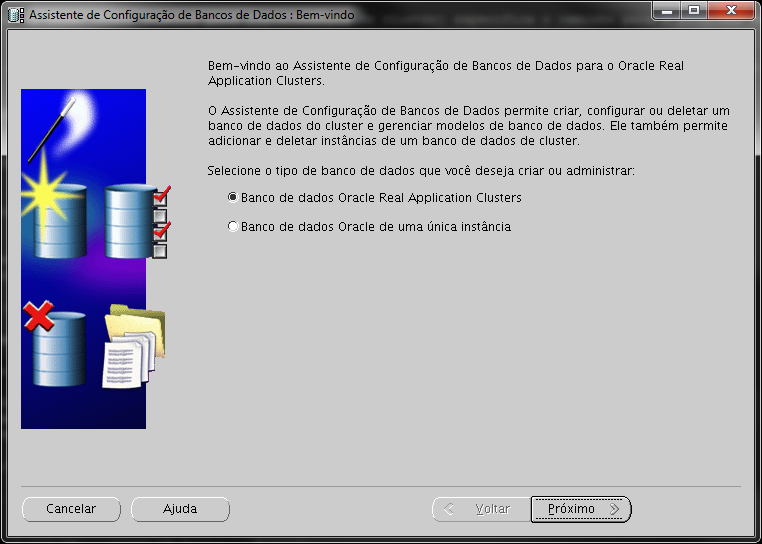 Assistente de Configuração de Bancos de Dados : Bem-vindo
Bem-vindo ao Assistente de Configuração de Bancos de Dados para o Oracle Real
Application Clusters.
O Assistente de Configuração de Bancos de Dados permite criar, configurar ou deletar um
banco de dados do cluster e gerenciar modelos de banco de dados. Ele também permite
adicionar e deletar instâncias de um banco de dados de cluster.
Selecione o tipo de banco de dados que você deseja criar ou administrar:
Banco de dados Oracle Real Application Clusters
Banco de dados Oracle de uma única instância
Cancelar
Ajuda
Voltar
Próximo